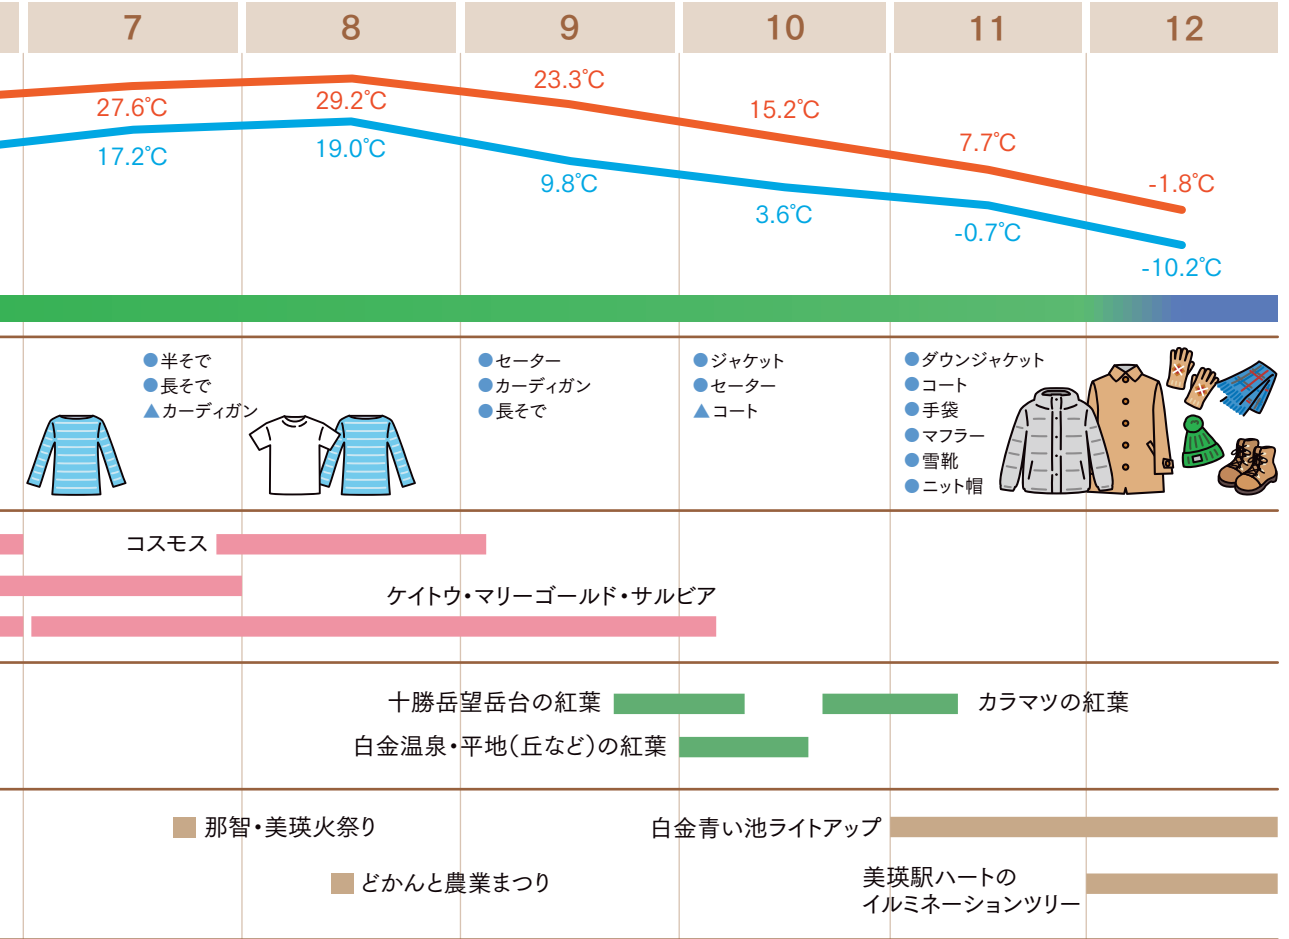 7 8 9 10 11 12
27.6℃ 29.2℃ 23.3℃ 15.2℃ 7.7℃ -1.8℃
17.2℃ 19.0℃ 9.8℃ 3.6℃ -0.7℃ -10.2℃
●半そで
●長そで
▲カーディガン
●セーター
●カーディガン
●長そで
●ジャケット
●セーター
▲コート
●ダウンジャケット
●コート
●手袋
●マフラー
●雪靴
●ニット帽
コスモス
ケイトウ・マリーゴールド・サルビア
十勝岳望岳台の紅葉
カラマツの紅葉
白金温泉・平地(丘など)の紅葉
那智・美瑛火祭り
白金青い池ライトアップ
どかんと農業まつり
美瑛駅ハートの
イルミネーションツリー